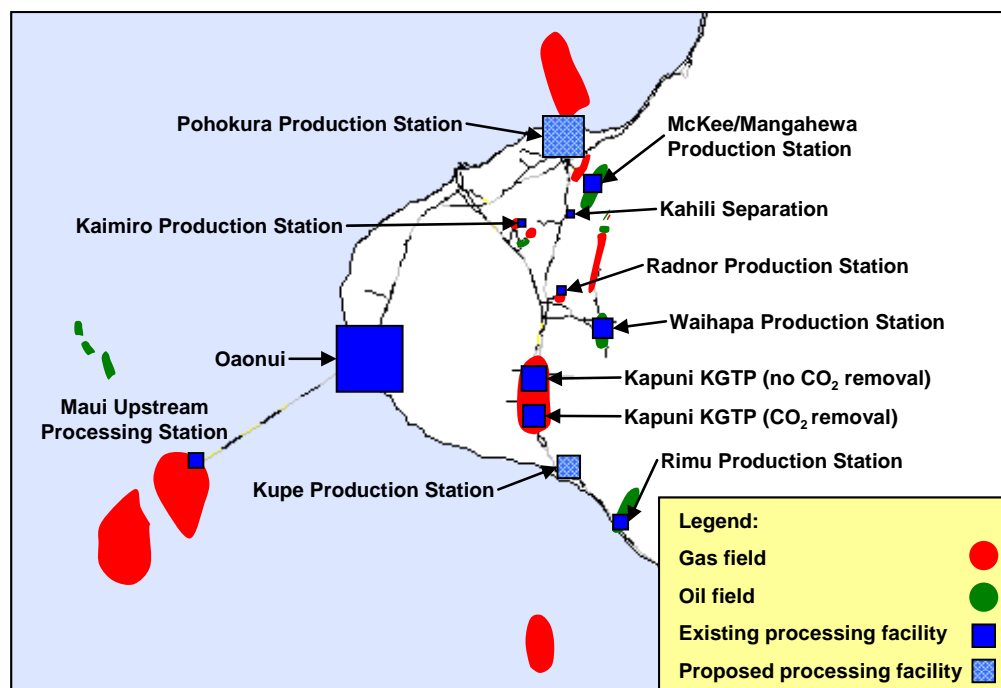 Pohokura Production Station
McKee/Mangahewa
Production Station
Kaimiro Production Station
Kahili Separation
Radnor Production Station
Waihapa Production Station
Oaonui
Kapuni KGTP (no CO₂ removal)
Maui Upstream
Processing Station
Kapuni KGTP (CO₂ removal)
Kupe Production Station
Rimu Production Station
Legend:
Gas field
Oil field
Existing processing facility
Proposed processing facility